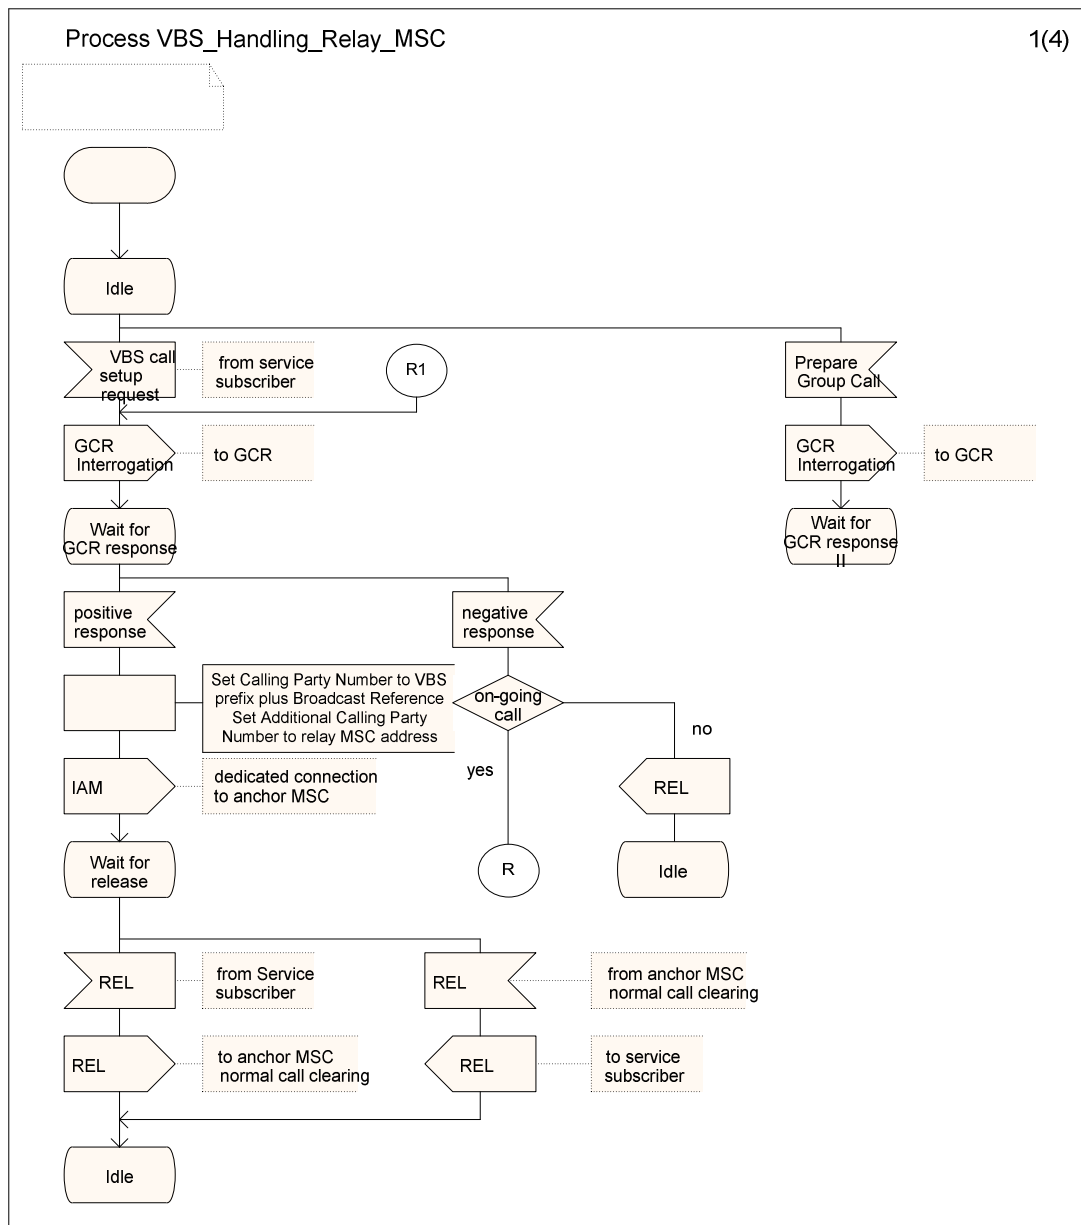 Process VBS_Handling_Relay_MSC
1(4)
Idle
VBS call
setup
request
from service
subscriber
R1
Prepare
Group Call
GCR
Interrogation
to GCR
GCR
Interrogation
to GCR
Wait for
GCR response
Wait for
GCR response
II
positive
response
negative
response
Set Calling Party Number to VBS
prefix plus Broadcast Reference
Set Additional Calling Party
Number to relay MSC address
on-going
call
no
yes
IAM
dedicated connection
to anchor MSC
REL
Wait for
release
R
Idle
REL
from Service
subscriber
REL
from anchor MSC
normal call clearing
REL
to anchor MSC
normal call clearing
REL
to service
subscriber
Idle